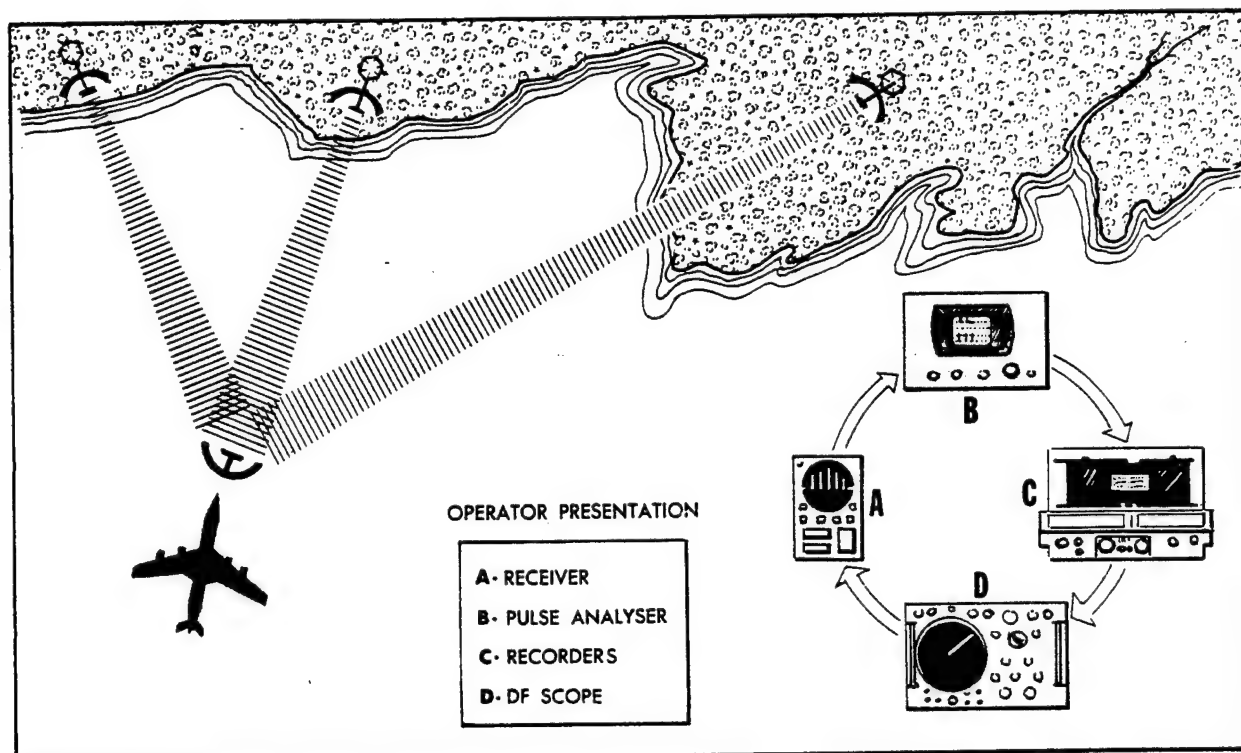 B
A
C
D
OPERATOR PRESENTATION
A- RECEIVER
B- PULSE ANALYSER
C- RECORDERS
D- DF SCOPE